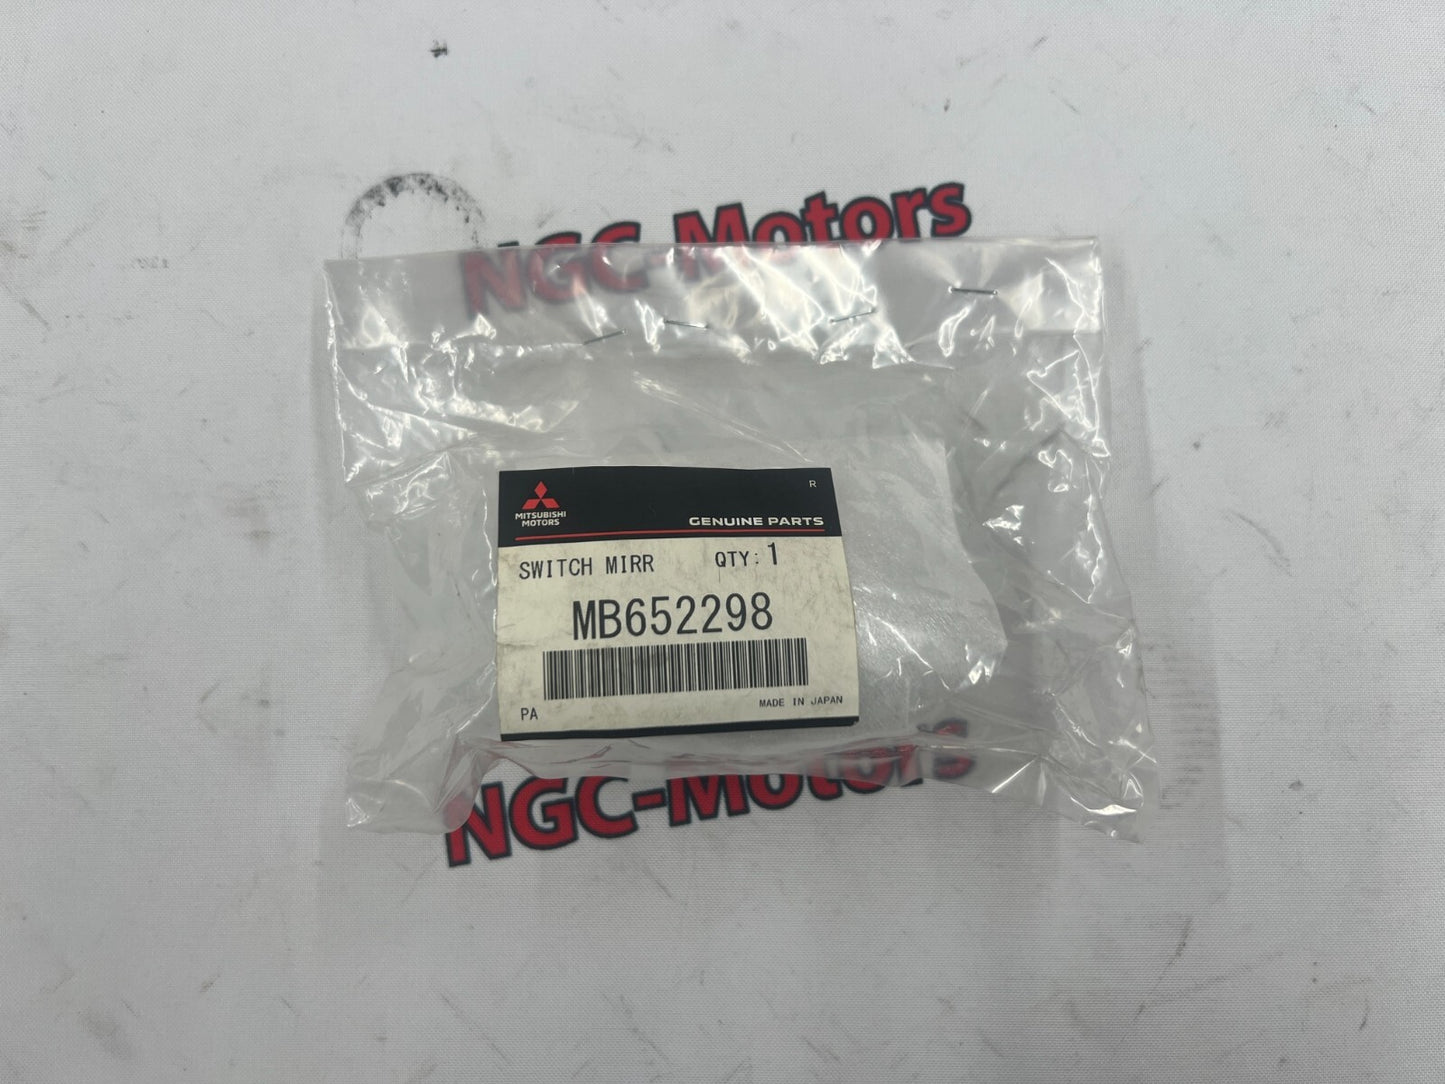 NGC-Motors
R
MITSUBISHI
MOTORS
GENUINE PARTS
SWITCH MIRR QTY: 1
MB652298
PA
MADE IN JAPAN
NGC-Motors